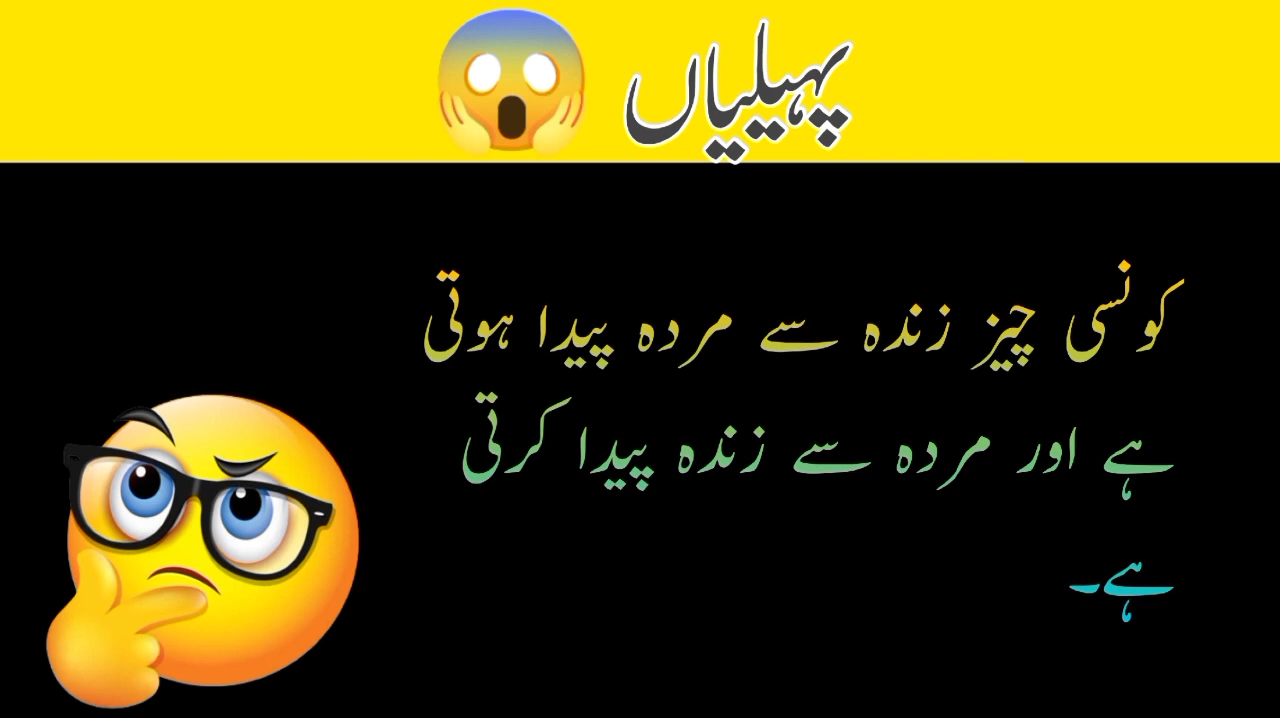 پہیلیاں
کونسی چیز زندہ سے مردہ پیدا ہوتی
ہے اور مردہ سے زندہ پیدا کرتی
ہے۔